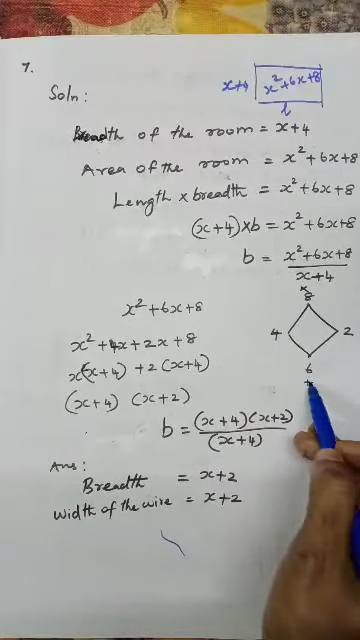 7.
Soln:
x+4
x²+6x+8
l
Breadth of the room = x+4
Area of the room = x²+6x+8
Length x breadth = x²+6x+8
(x+4)xb = x²+6x+8
b = x²+6x+8
x+4
x²+6x+8
x
8
4 2
6
+
x²+4x+2x+8
x(x+4)+2(x+4)
(x+4) (x+2)
b = (x+4)(x+2)
(x+4)
Ans:
Breadth = x+2
Width of the wire = x+2